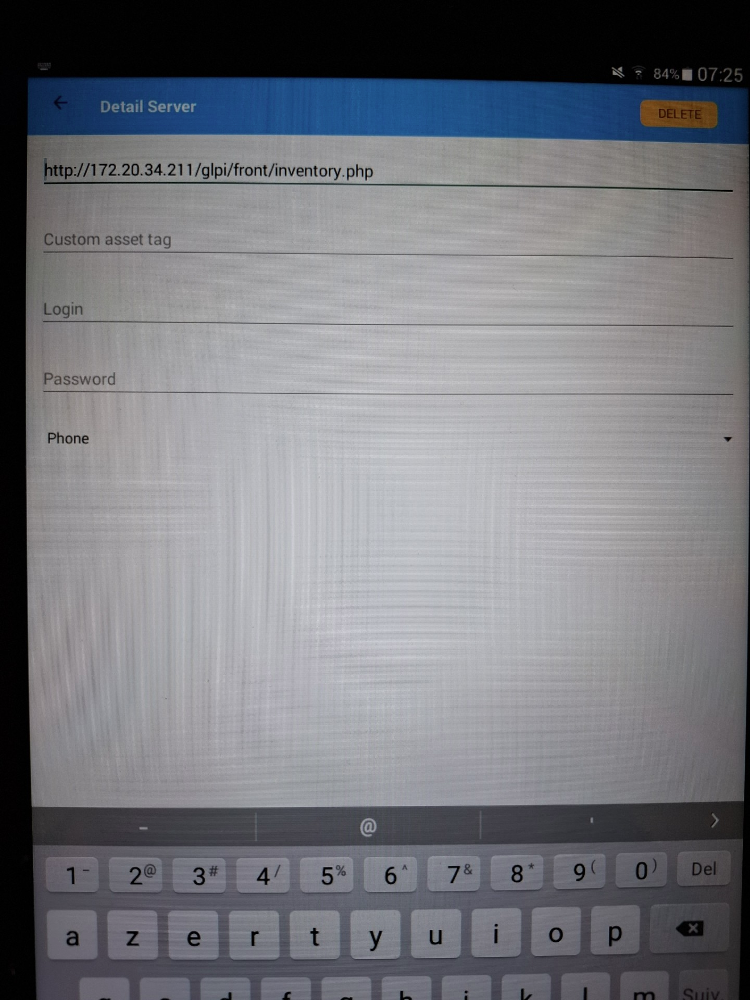 84% 07:25
Detail Server DELETE
http://172.20.34.211/glpi/front/inventory.php
Custom asset tag
Login
Password
Phone
- @ '
1 - 2 @ 3 # 4 / 5 % 6 ^ 7 & 8 * 9 ( 0 ) Del
a z e r t y u i o p
d f g h j k l m Suiv.